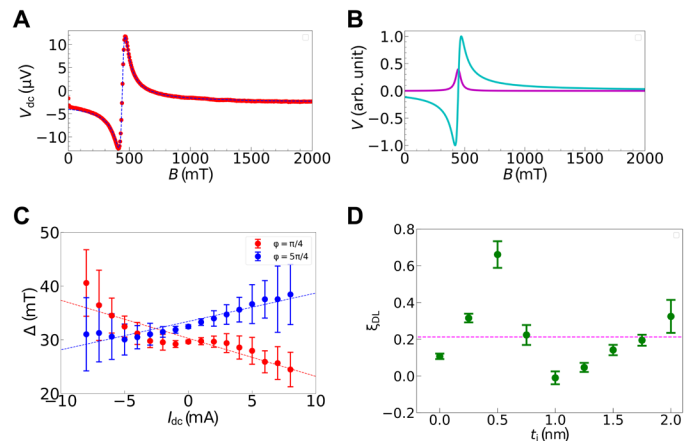 A
10
5
0
−5
−10
V_dc (μV)
0 500 1000 1500 2000
B (mT)
B
1.0
0.5
0.0
−0.5
−1.0
V (arb. unit)
0 500 1000 1500 2000
B (mT)
C
50
40
30
20
Δ (mT)
φ = π/4
φ = 5π/4
−10 −5 0 5 10
I_dc (mA)
D
0.8
0.6
0.4
0.2
0.0
−0.2
ξ_DL
0.0 0.5 1.0 1.5 2.0
t_i (nm)